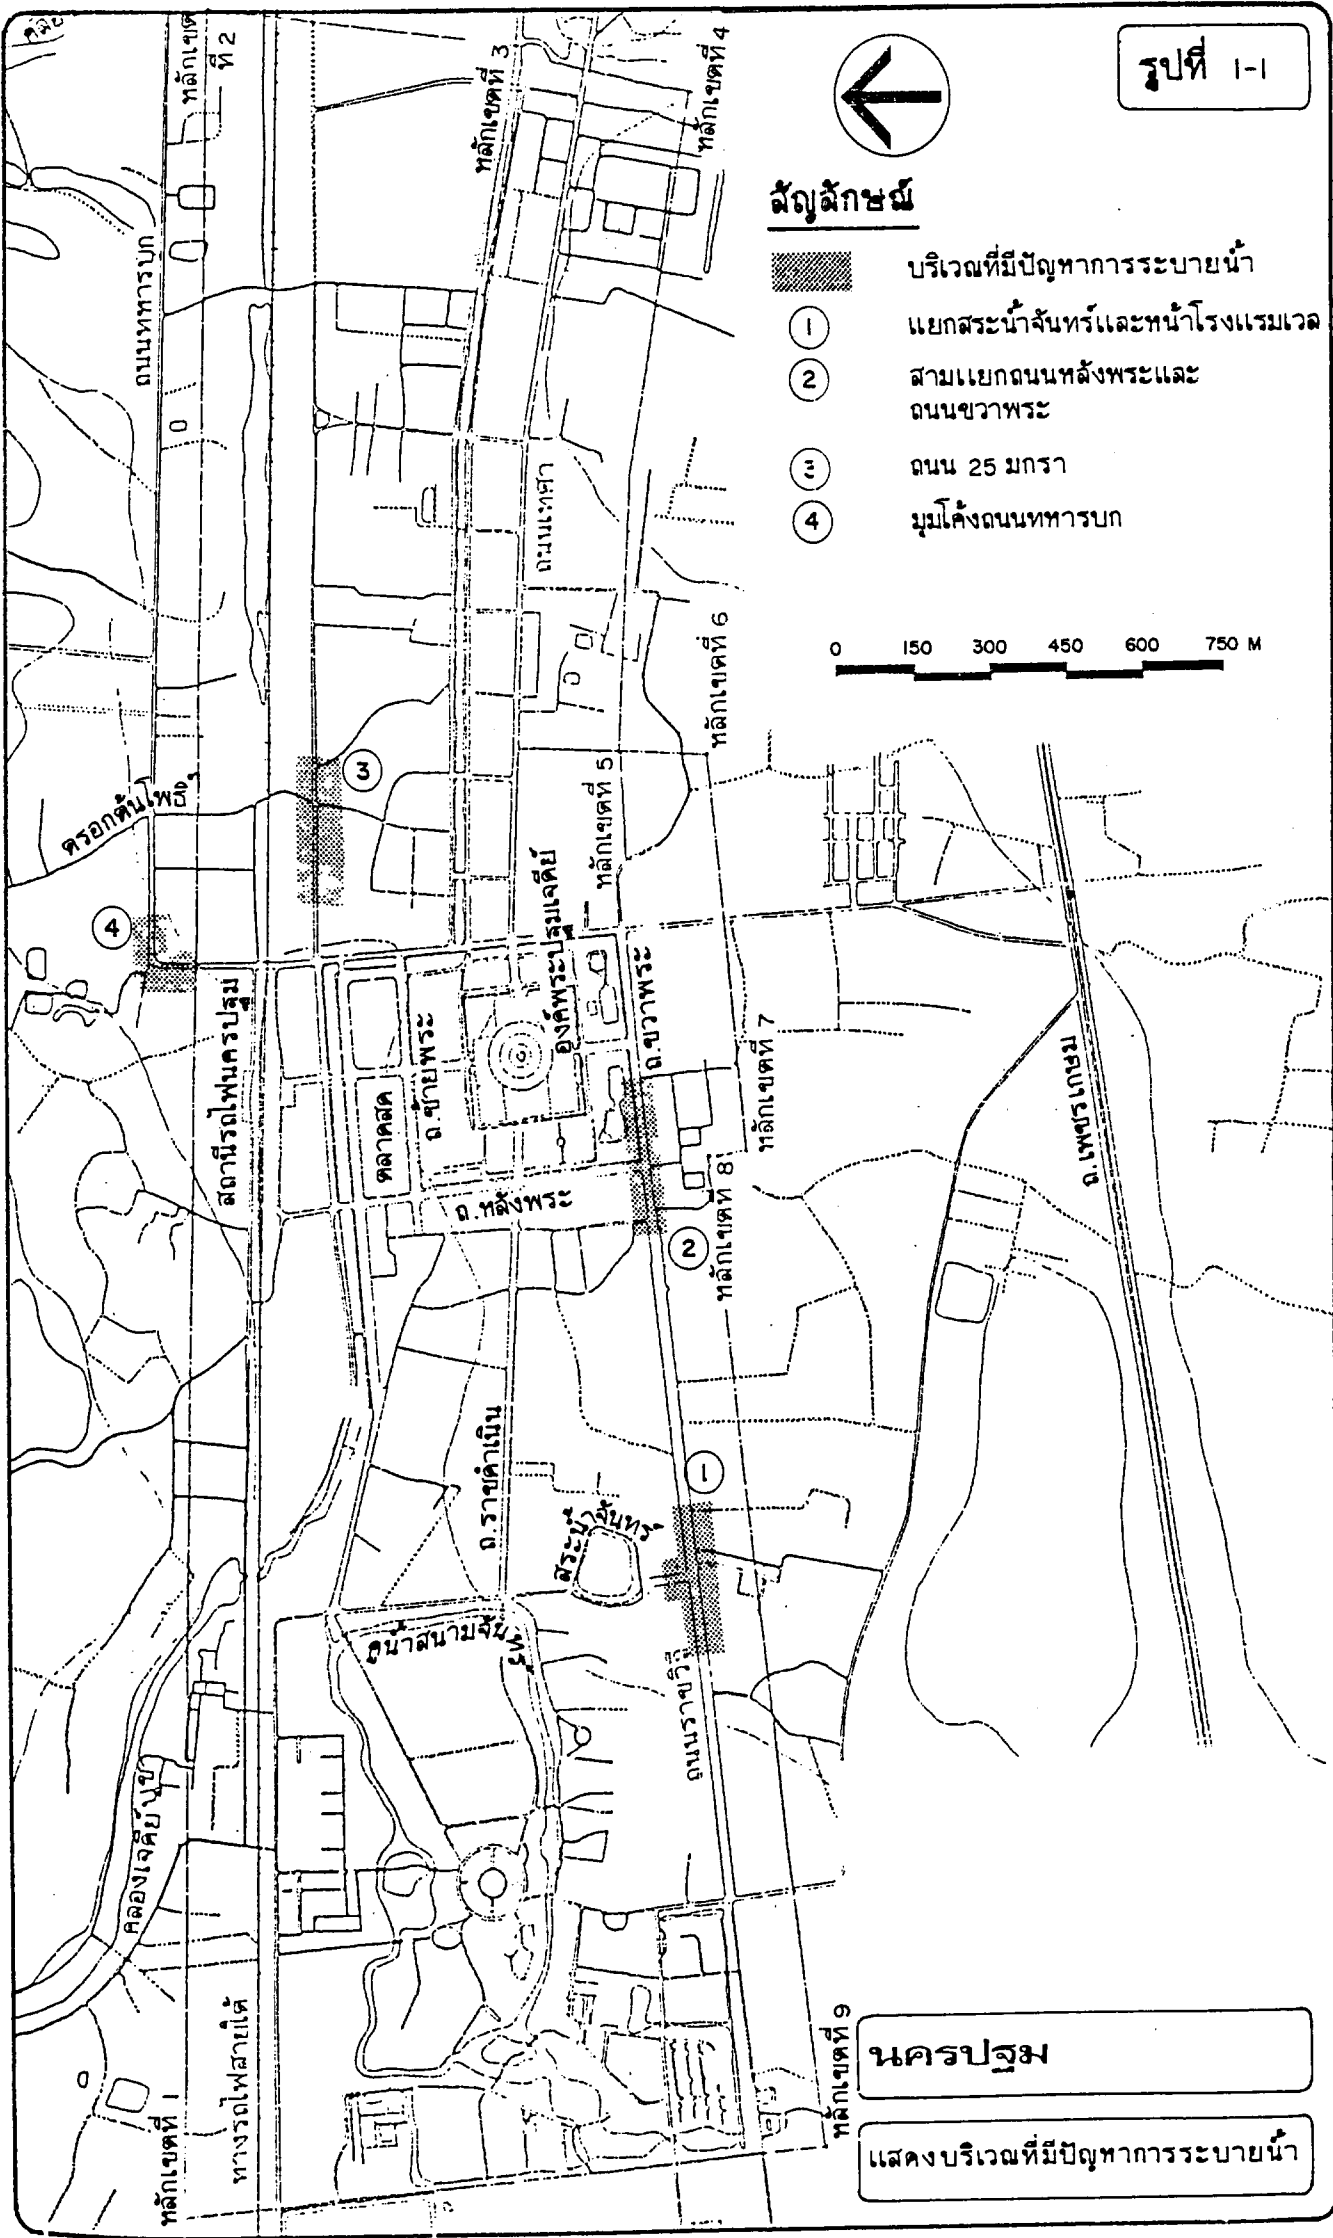 รูปที่ 1-1
สัญลักษณ์
บริเวณที่มีปัญหาการระบายน้ำ
1 แยกสระน้ำจันทร์และหน้าโรงแรมเวล
2 สามแยกถนนหลังพระและ
ถนนขวาพระ
3 ถนน 25 มกรา
4 มุมโค้งถนนทหารบก
0 150 300 450 600 750 M
หลักเขต
ที่ 2
หลักเขตที่ 3
หลักเขตที่ 4
ถนนทหารบก
ถนนเทศา
หลักเขตที่ 6
หลักเขตที่ 5
3
ตรอกต้นโพธิ์
4
สถานีรถไฟนครปฐม
ตลาดสด
ถ.ซ้ายพระ
องค์พระปฐมเจดีย์
ถ.ขวาพระ
หลักเขตที่ 7
ถ.เพชรเกษม
ถ.หลังพระ
2
หลักเขตที่ 8
ถ.ราชดำเนิน
1
สระน้ำจันทร์
คูน้ำสนามจันทร์
ถนนราชวิถี
คลองเจดีย์บูชา
ทางรถไฟสายใต้
หลักเขตที่ 1
หลักเขตที่ 9
นครปฐม
แสดงบริเวณที่มีปัญหาการระบายน้ำ